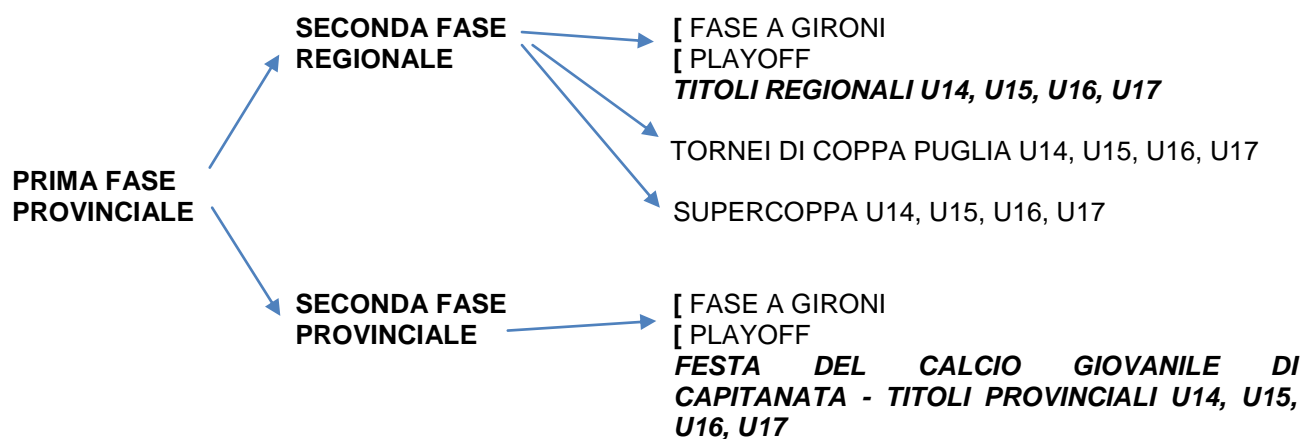 PRIMA FASE
PROVINCIALE
SECONDA FASE
REGIONALE
[ FASE A GIRONI
[ PLAYOFF
TITOLI REGIONALI U14, U15, U16, U17
TORNEI DI COPPA PUGLIA U14, U15, U16, U17
SUPERCOPPA U14, U15, U16, U17
SECONDA FASE
PROVINCIALE
[ FASE A GIRONI
[ PLAYOFF
FESTA DEL CALCIO GIOVANILE DI
CAPITANATA - TITOLI PROVINCIALI U14, U15,
U16, U17